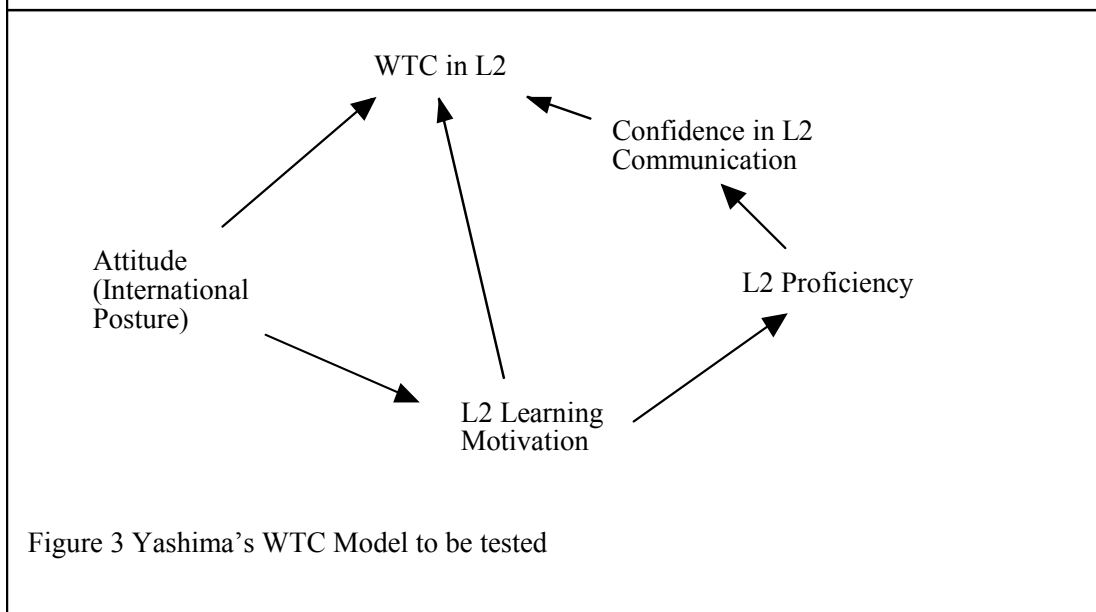 WTC in L2
Confidence in L2
Communication
Attitude
(International
Posture)
L2 Proficiency
L2 Learning
Motivation
Figure 3 Yashima’s WTC Model to be tested